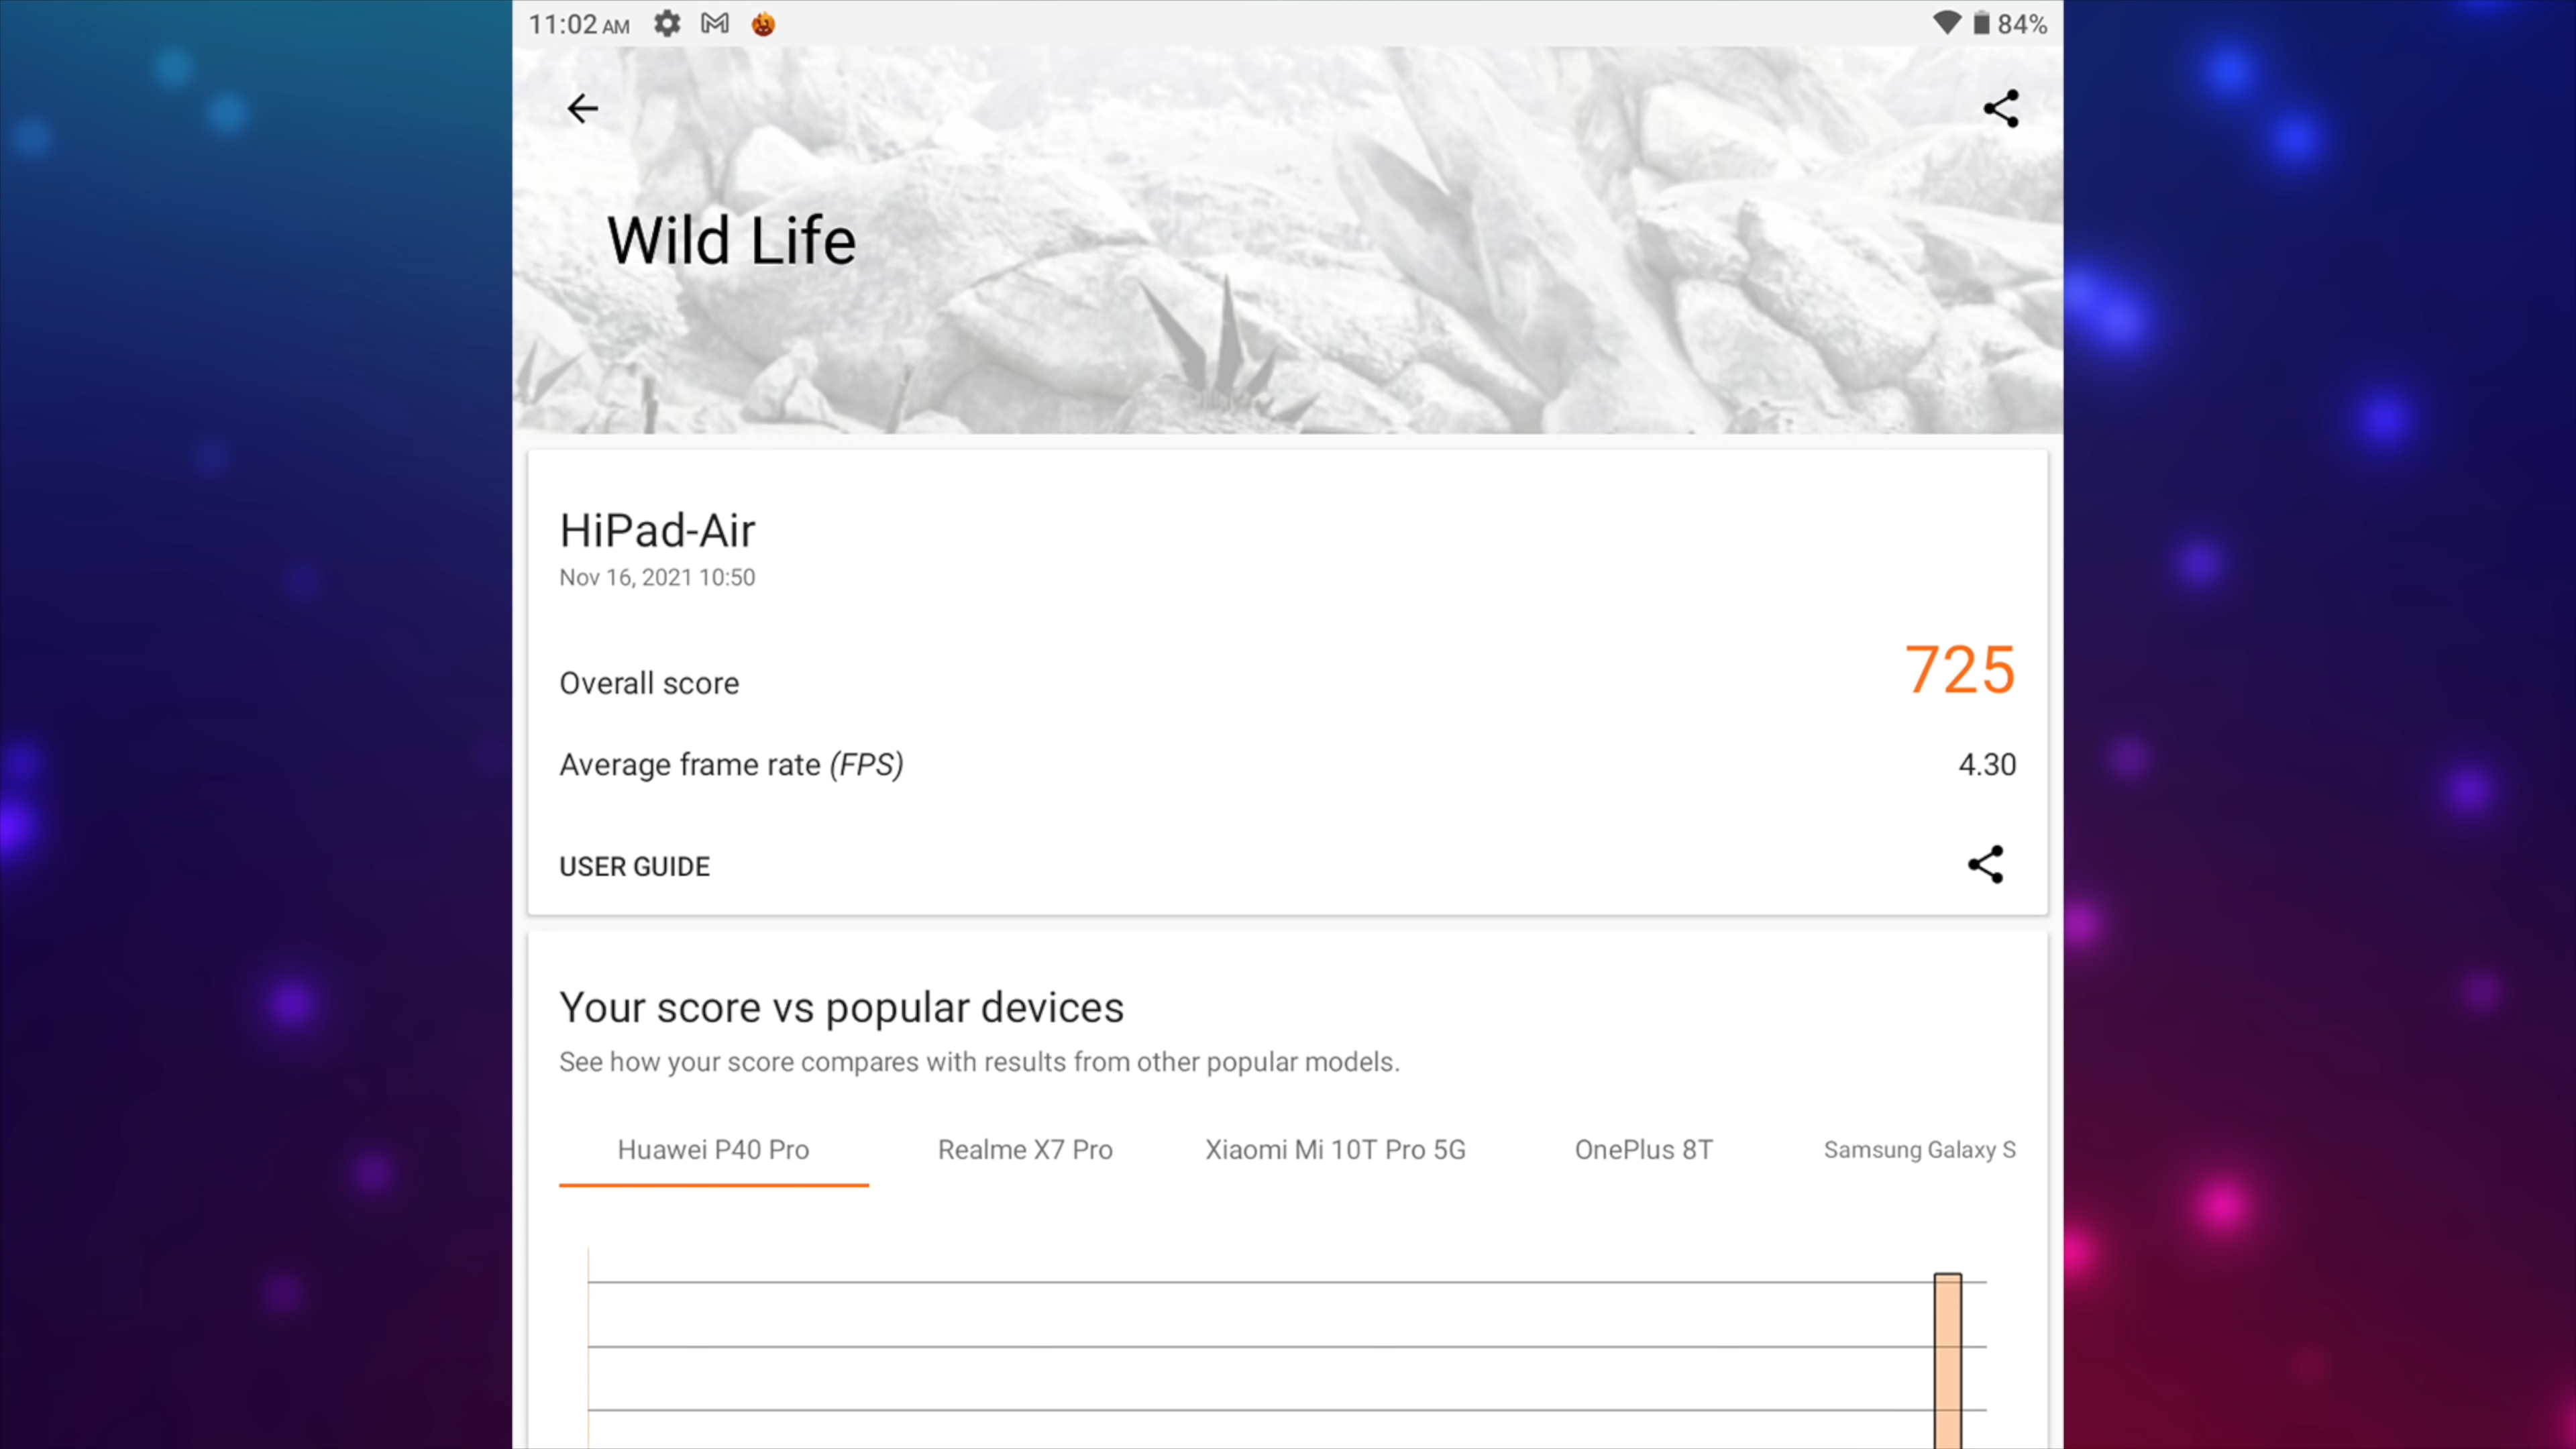 11:02 AM
84%
Wild Life
HiPad-Air
Nov 16, 2021 10:50
Overall score
725
Average frame rate (FPS)
4.30
USER GUIDE
Your score vs popular devices
See how your score compares with results from other popular models.
Huawei P40 Pro
Realme X7 Pro
Xiaomi Mi 10T Pro 5G
OnePlus 8T
Samsung Galaxy S